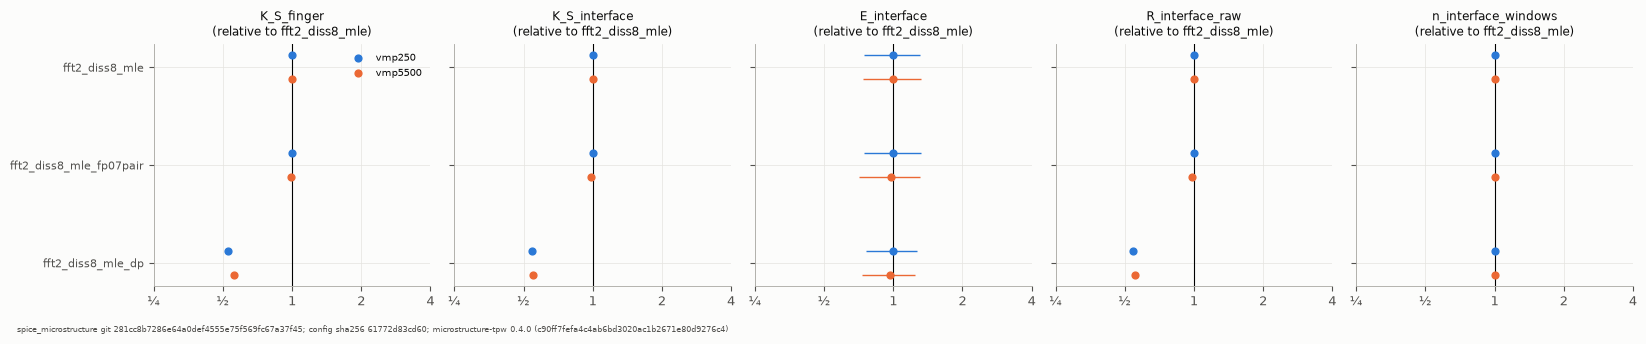 K_S_finger
(relative to fft2_diss8_mle)
K_S_interface
(relative to fft2_diss8_mle)
E_interface
(relative to fft2_diss8_mle)
R_interface_raw
(relative to fft2_diss8_mle)
n_interface_windows
(relative to fft2_diss8_mle)
vmp250
vmp5500
fft2_diss8_mle
fft2_diss8_mle_fp07pair
fft2_diss8_mle_dp
¼ ½ 1 2 4
¼ ½ 1 2 4
¼ ½ 1 2 4
¼ ½ 1 2 4
¼ ½ 1 2 4
spice_microstructure git 281cc8b7286e64a0def4555e75f569fc67a37f45; config sha256 61772d83cd60; microstructure-tpw 0.4.0 (c90ff7fefa4c4ab6bd3020ac1b2671e80d9276c4)